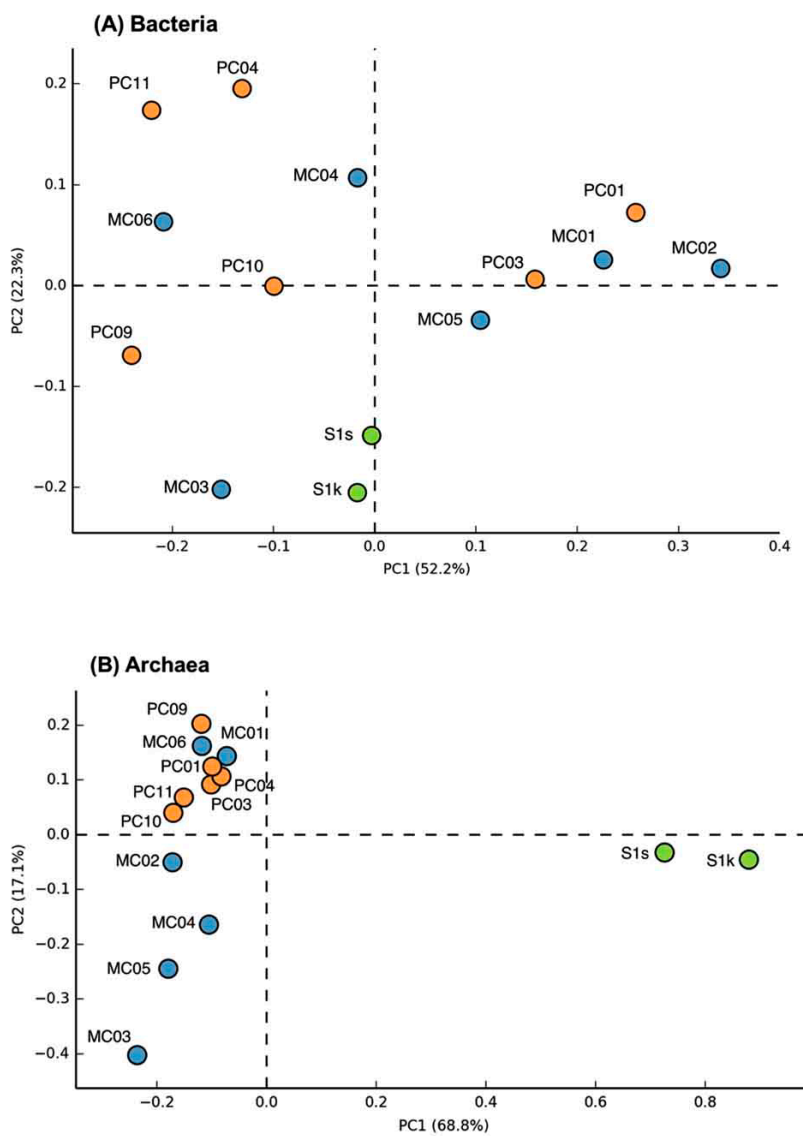 (A) Bacteria
PC11
PC04
MC04
MC06
PC01
MC01
MC02
PC03
PC10
MC05
PC09
S1s
MC03
S1k
0.2
0.1
0.0
−0.1
−0.2
PC2 (22.3%)
−0.2
−0.1
0.0
0.1
0.2
0.3
0.4
PC1 (52.2%)
(B) Archaea
PC09
MC06
MC01
PC01
PC04
PC11
PC03
PC10
MC02
S1s
S1k
MC04
MC05
MC03
0.2
0.1
0.0
−0.1
−0.2
−0.3
−0.4
PC2 (17.1%)
−0.2
0.0
0.2
0.4
0.6
0.8
PC1 (68.8%)